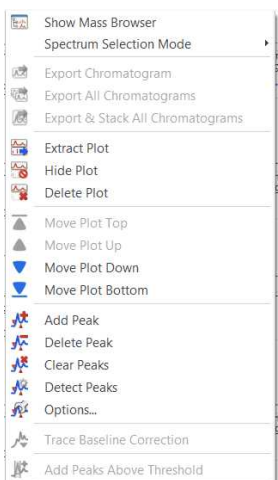 Show Mass Browser
Spectrum Selection Mode
Export Chromatogram
Export All Chromatograms
Export & Stack All Chromatograms
Extract Plot
Hide Plot
Delete Plot
Move Plot Top
Move Plot Up
Move Plot Down
Move Plot Bottom
Add Peak
Delete Peak
Clear Peaks
Detect Peaks
Options...
Trace Baseline Correction
Add Peaks Above Threshold